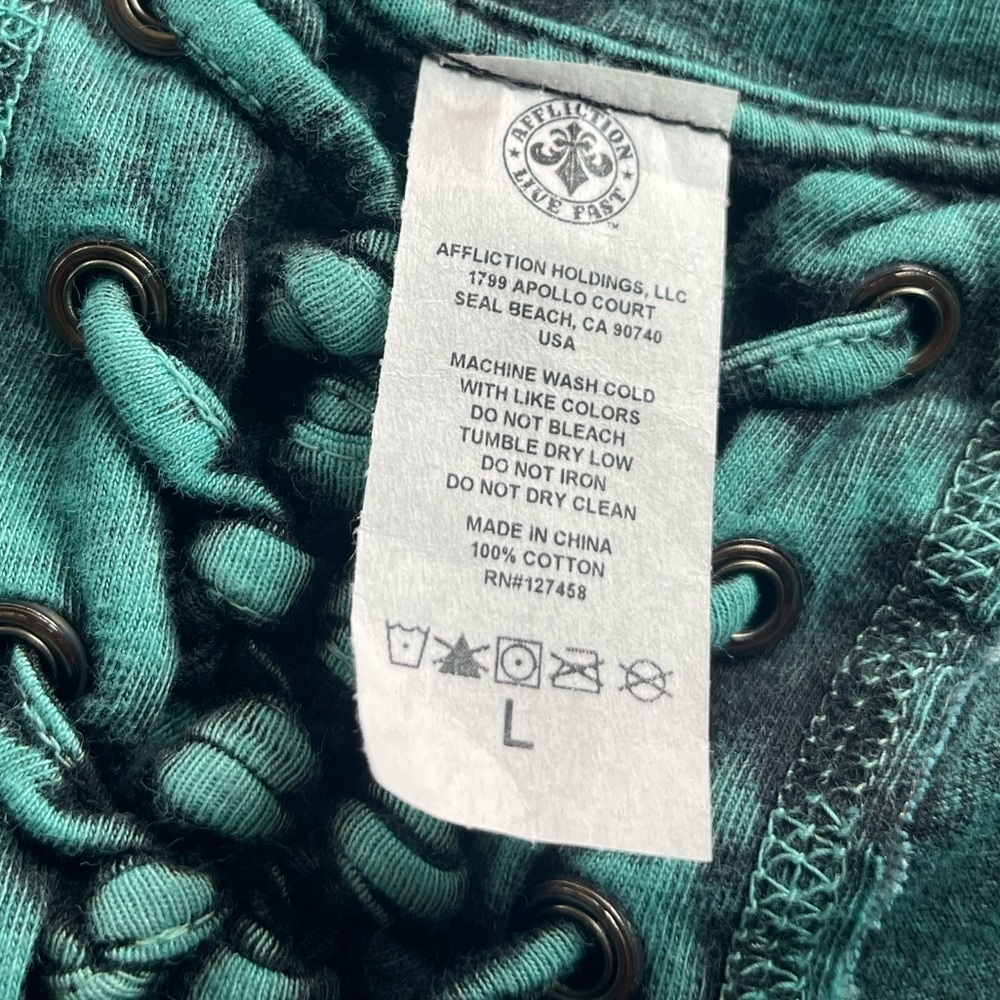 AFFLICTION
LIVE FAST
™
AFFLICTION HOLDINGS, LLC
1799 APOLLO COURT
SEAL BEACH, CA 90740
USA
MACHINE WASH COLD
WITH LIKE COLORS
DO NOT BLEACH
TUMBLE DRY LOW
DO NOT IRON
DO NOT DRY CLEAN
MADE IN CHINA
100% COTTON
RN#127458
L